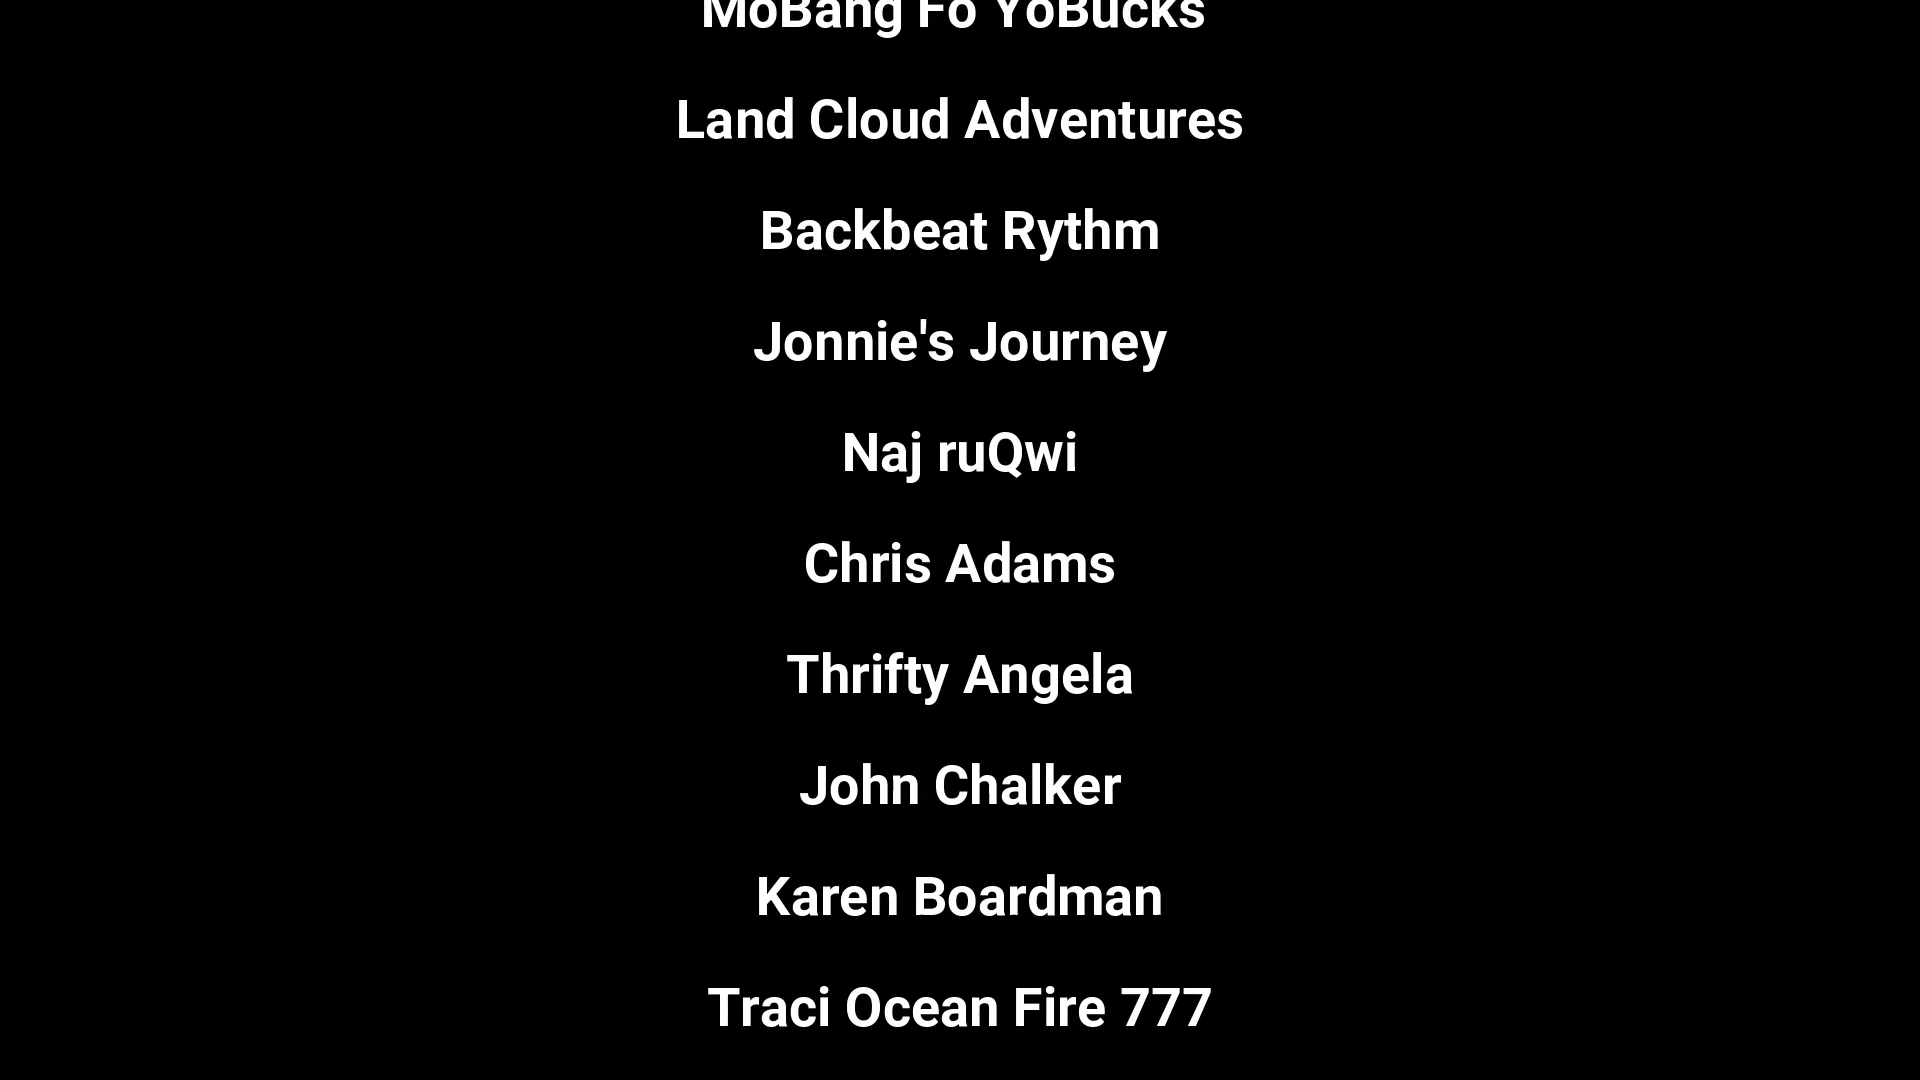 MoBang Fo YoBucks
Land Cloud Adventures
Backbeat Rythm
Jonnie's Journey
Naj ruQwi
Chris Adams
Thrifty Angela
John Chalker
Karen Boardman
Traci Ocean Fire 777